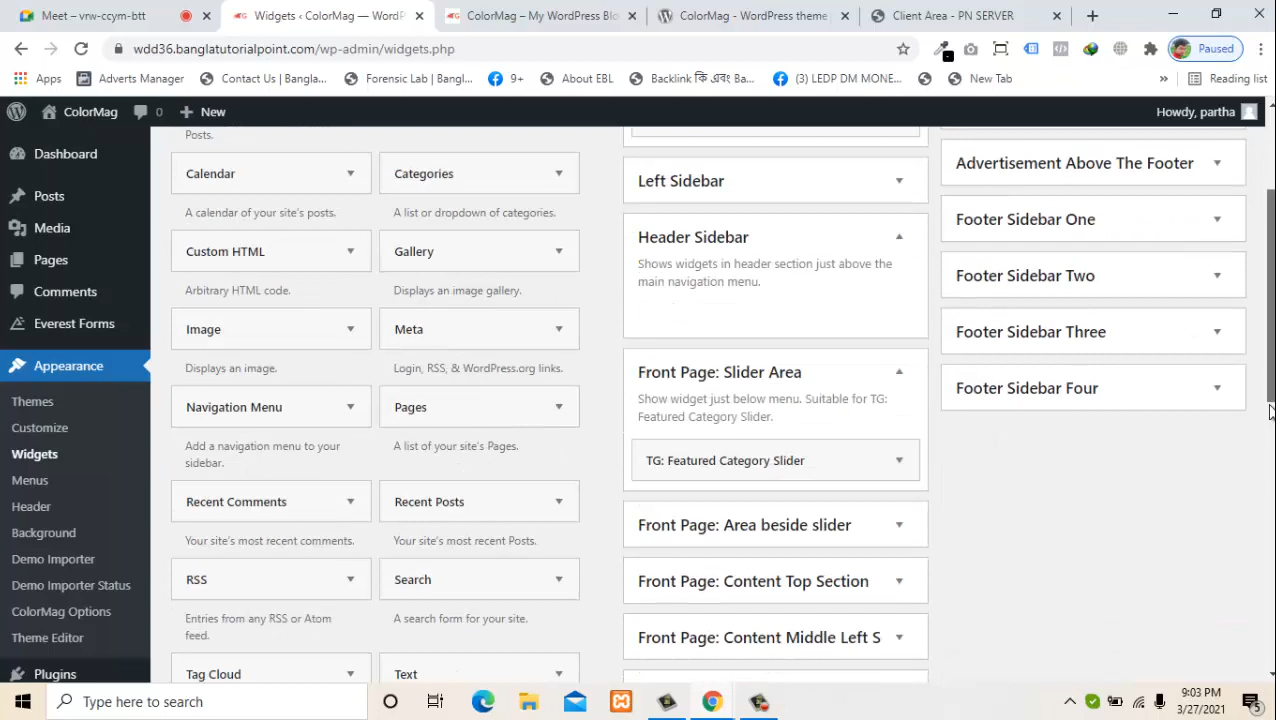 Meet – vrw-ccym-btt
Widgets ‹ ColorMag — WordP
ColorMag – My WordPress Blo
ColorMag - WordPress theme
Client Area - PN SERVER
wdd36.banglatutorialpoint.com/wp-admin/widgets.php
Paused
Apps
Adverts Manager
Contact Us | Bangla...
Forensic Lab | Bangl...
9+
About EBL
Backlink কি এবং Ba...
(3) LEDP DM MONE...
New Tab
»
Reading list
ColorMag
0
New
Howdy, partha
Dashboard
Posts
Media
Pages
Comments
Everest Forms
Appearance
Themes
Customize
Widgets
Menus
Header
Background
Demo Importer
Demo Importer Status
ColorMag Options
Theme Editor
Plugins
Posts.
Calendar
Categories
A calendar of your site's posts.
A list or dropdown of categories.
Custom HTML
Gallery
Arbitrary HTML code.
Displays an image gallery.
Image
Meta
Displays an image.
Login, RSS, & WordPress.org links.
Navigation Menu
Pages
Add a navigation menu to your
sidebar.
A list of your site's Pages.
Recent Comments
Recent Posts
Your site's most recent comments.
Your site's most recent Posts.
RSS
Search
Entries from any RSS or Atom
feed.
A search form for your site.
Tag Cloud
Text
Left Sidebar
Header Sidebar
Shows widgets in header section just above the
main navigation menu.
Front Page: Slider Area
Show widget just below menu. Suitable for TG:
Featured Category Slider.
TG: Featured Category Slider
Front Page: Area beside slider
Front Page: Content Top Section
Front Page: Content Middle Left S
Advertisement Above The Footer
Footer Sidebar One
Footer Sidebar Two
Footer Sidebar Three
Footer Sidebar Four
Type here to search
9:03 PM
3/27/2021
5